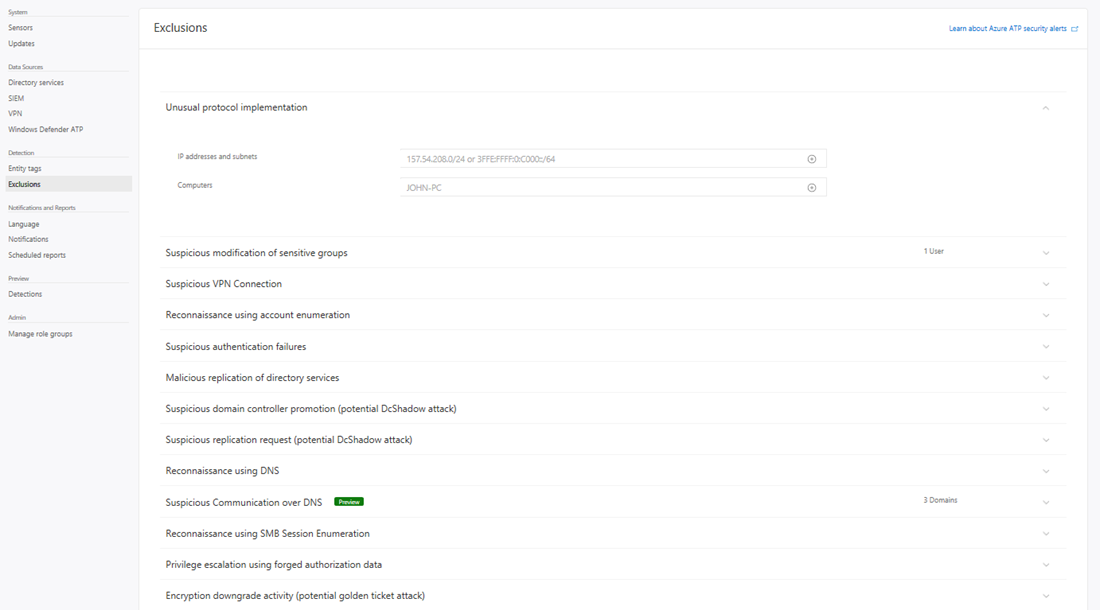 System
Sensors
Updates
Data Sources
Directory services
SIEM
VPN
Windows Defender ATP
Detection
Entity tags
Exclusions
Notifications and Reports
Language
Notifications
Scheduled reports
Preview
Detections
Admin
Manage role groups
Exclusions
Learn about Azure ATP security alerts
Unusual protocol implementation
IP addresses and subnets
157.54.208.0/24 or 3FFE:FFFF:0:C000::/64
Computers
JOHN-PC
Suspicious modification of sensitive groups
1 User
Suspicious VPN Connection
Reconnaissance using account enumeration
Suspicious authentication failures
Malicious replication of directory services
Suspicious domain controller promotion (potential DcShadow attack)
Suspicious replication request (potential DcShadow attack)
Reconnaissance using DNS
Suspicious Communication over DNS Preview
3 Domains
Reconnaissance using SMB Session Enumeration
Privilege escalation using forged authorization data
Encryption downgrade activity (potential golden ticket attack)